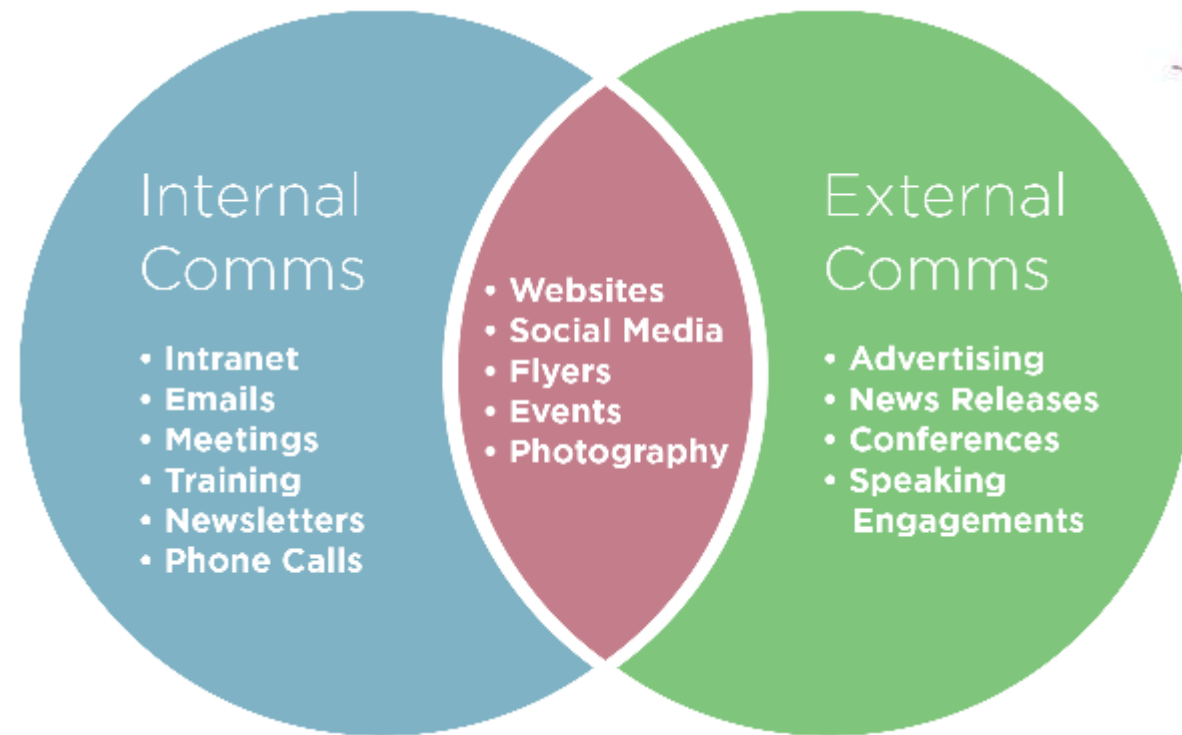 Internal
Comms
• Intranet
• Emails
• Meetings
• Training
• Newsletters
• Phone Calls
• Websites
• Social Media
• Flyers
• Events
• Photography
External
Comms
• Advertising
• News Releases
• Conferences
• Speaking
Engagements